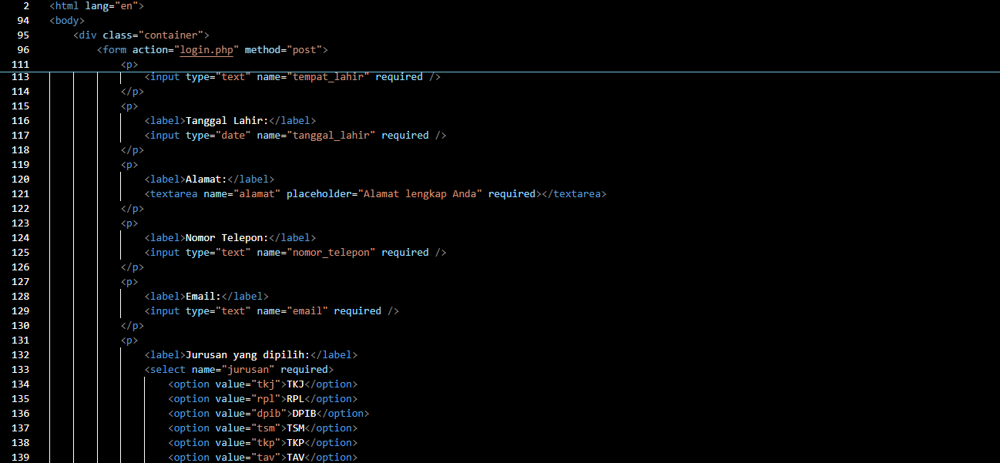 2 <html lang="en">
94 <body>
95 <div class="container">
96 <form action="login.php" method="post">
111 <p>
113 <input type="text" name="tempat_lahir" required />
114 </p>
115 <p>
116 <label>Tanggal Lahir:</label>
117 <input type="date" name="tanggal_lahir" required />
118 </p>
119 <p>
120 <label>Alamat:</label>
121 <textarea name="alamat" placeholder="Alamat lengkap Anda" required></textarea>
122 </p>
123 <p>
124 <label>Nomor Telepon:</label>
125 <input type="text" name="nomor_telepon" required />
126 </p>
127 <p>
128 <label>Email:</label>
129 <input type="text" name="email" required />
130 </p>
131 <p>
132 <label>Jurusan yang dipilih:</label>
133 <select name="jurusan" required>
134 <option value="tkj">TKJ</option>
135 <option value="rpl">RPL</option>
136 <option value="dpib">DPIB</option>
137 <option value="tsm">TSM</option>
138 <option value="tkp">TKP</option>
139 <option value="tav">TAV</option>